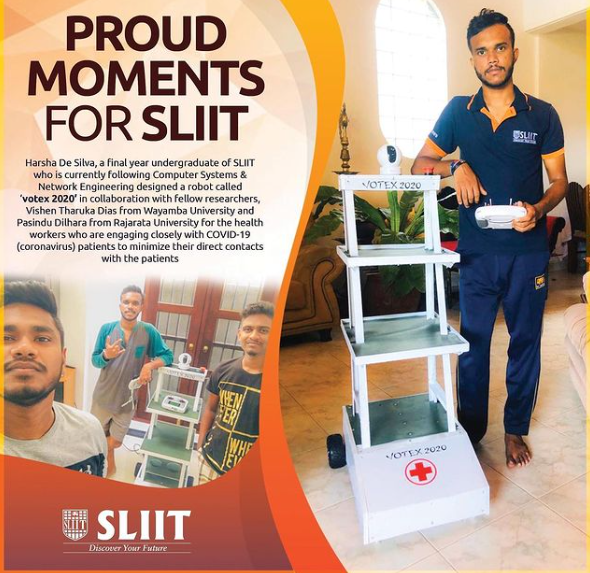 PROUD
MOMENTS
FOR SLIIT
Harsha De Silva, a final year undergraduate of SLIIT
who is currently following Computer Systems &
Network Engineering designed a robot called
‘votex 2020’ in collaboration with fellow researchers,
Vishen Tharuka Dias from Wayamba University and
Pasindu Dilhara from Rajarata University for the health
workers who are engaging closely with COVID-19
(coronavirus) patients to minimize their direct contacts
with the patients
SLIIT
VOTEX 2020
VOTEX 2020
WHEN
SLIIT
SLIIT
Discover Your Future